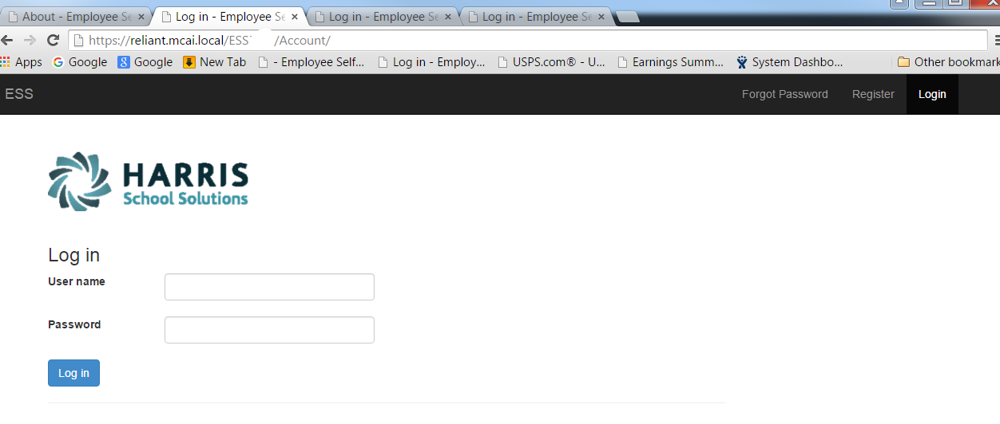 About - Employee Se Log in - Employee Se Log in - Employee Se Log in - Employee Se
https://reliant.mcai.local/ESS /Account/
Apps Google Google New Tab - Employee Self... Log in - Employ... USPS.com® - U... Earnings Summ... System Dashbo... Other bookmark
ESS Forgot Password Register Login
HARRIS
School Solutions
Log in
User name
Password
Log in